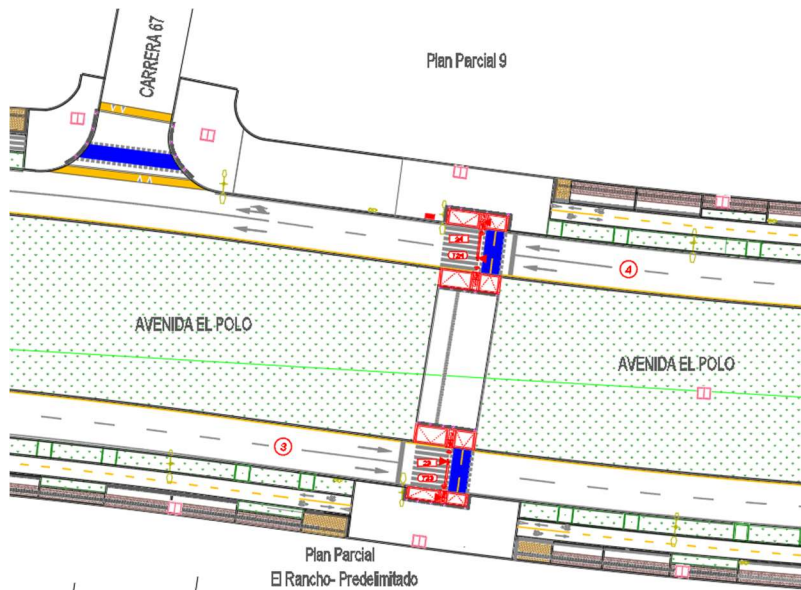 CARRERA 67
Plan Parcial 9
4
AVENIDA EL POLO
AVENIDA EL POLO
3
Plan Parcial
El Rancho- Predelimitado